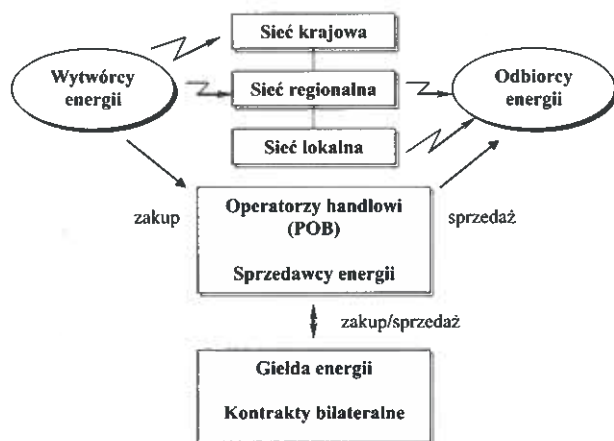 Sieć krajowa
Wytwórcy
energii
Sieć regionalna
Odbiorcy
energii
Sieć lokalna
zakup
Operatorzy handlowi
(POB)
Sprzedawcy energii
sprzedaż
zakup/sprzedaż
Giełda energii
Kontrakty bilateralne